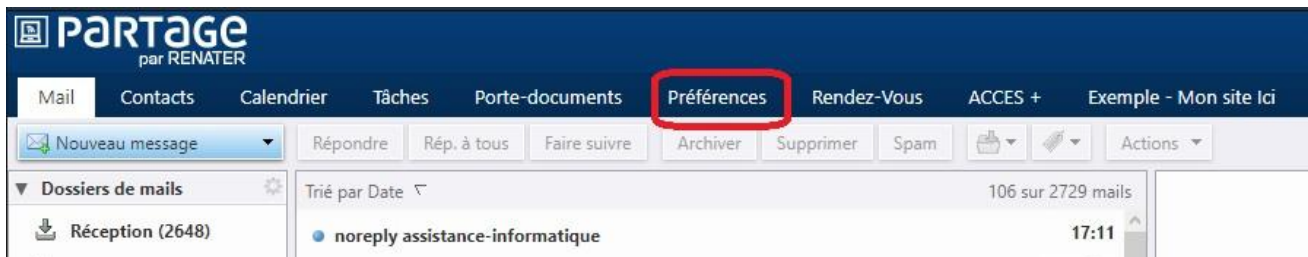 PaRTaGe
par RENATER
Mail Contacts Calendrier Tâches Porte-documents Préférences Rendez-Vous ACCES + Exemple - Mon site Ici
Nouveau message Répondre Rép. à tous Faire suivre Archiver Supprimer Spam Actions
Dossiers de mails Trié par Date 106 sur 2729 mails
Réception (2648) noreply assistance-informatique 17:11